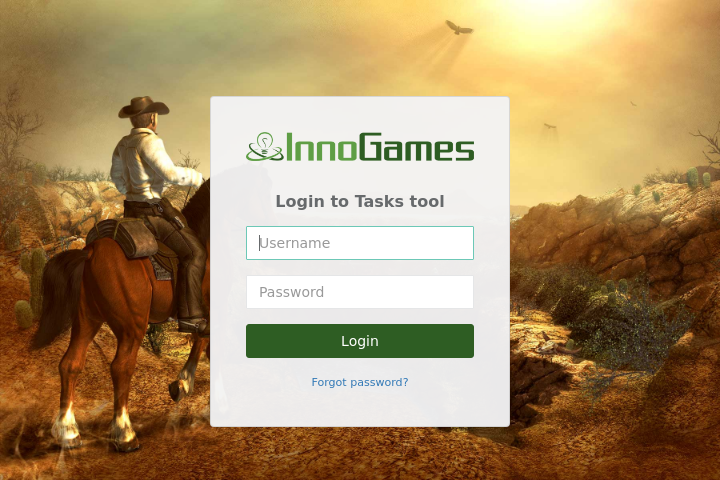 InnoGames
Login to Tasks tool
Username
Password
Login
Forgot password?